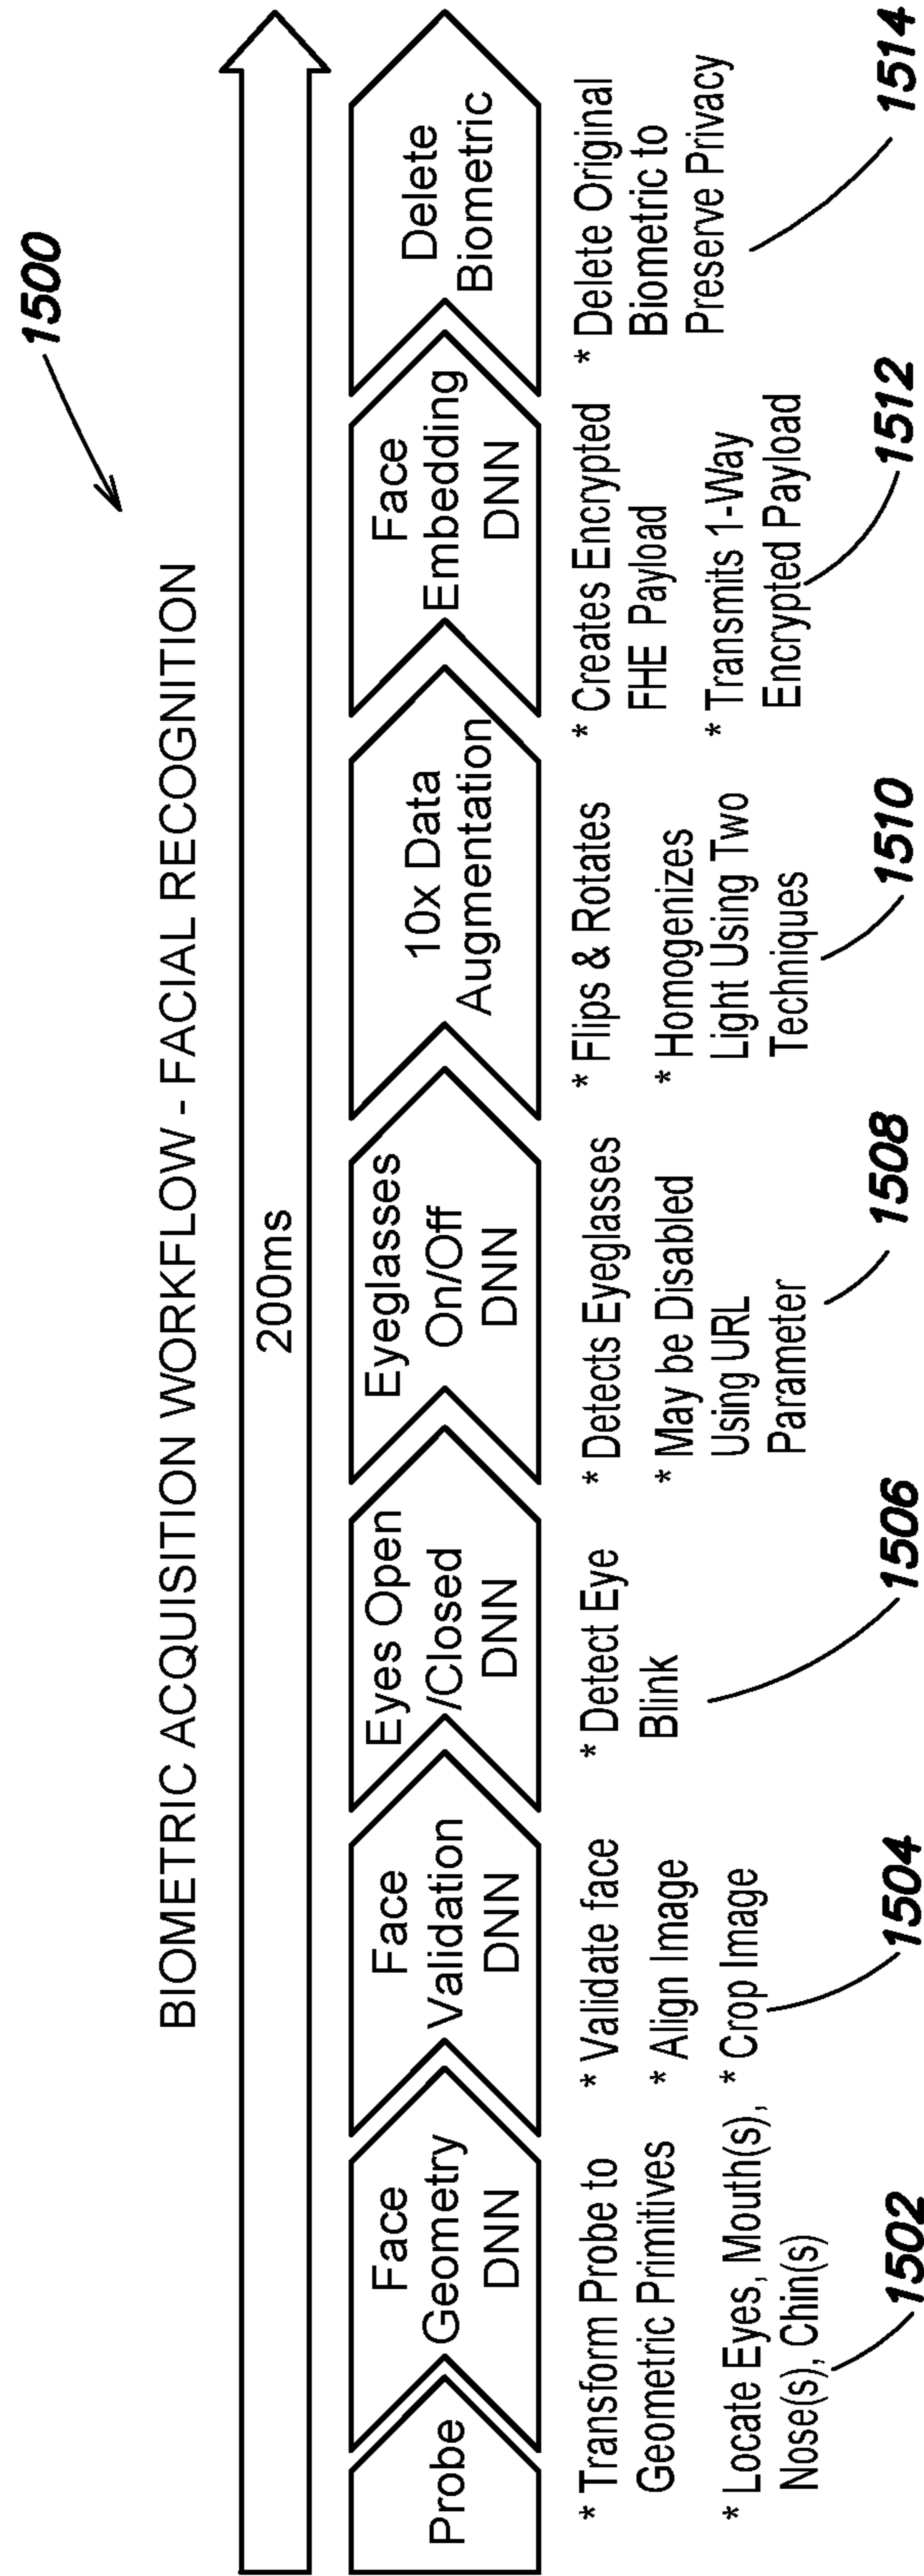 1500
BIOMETRIC ACQUISITION WORKFLOW - FACIAL RECOGNITION
200ms
Probe
Face
Geometry
DNN
Face
Validation
DNN
Eyes Open
/Closed
DNN
Eyeglasses
On/Off
DNN
10x Data
Augmentation
Face
Embedding
DNN
Delete
Biometric
* Transform Probe to
Geometric Primitives
* Locate Eyes, Mouth(s),
Nose(s), Chin(s)
1502
* Validate face
* Align Image
* Crop Image
1504
* Detect Eye
Blink
1506
* Detects Eyeglasses
* May be Disabled
Using URL
Parameter
1508
* Flips & Rotates
* Homogenizes
Light Using Two
Techniques
1510
* Creates Encrypted
FHE Payload
* Transmits 1-Way
Encrypted Payload
1512
* Delete Original
Biometric to
Preserve Privacy
1514